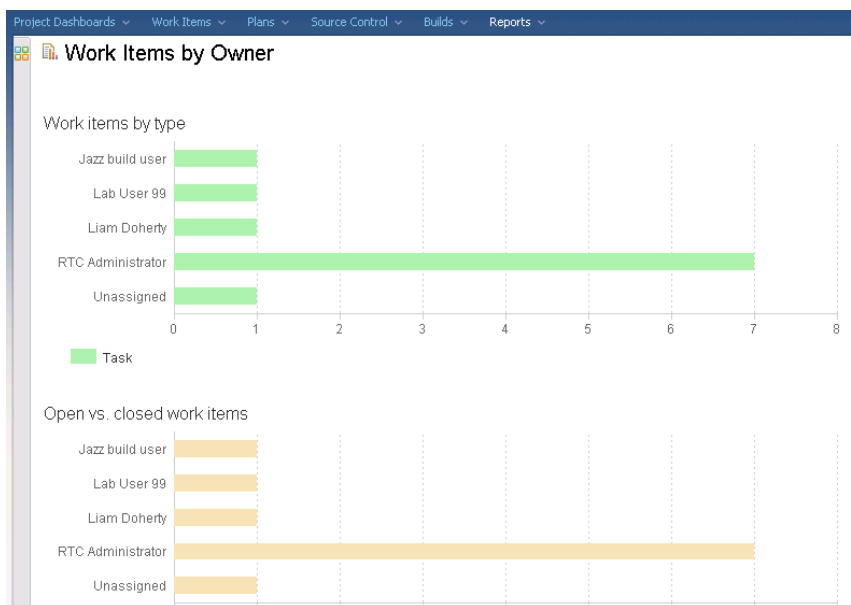 Project Dashboards Work Items Plans Source Control Builds Reports
Work Items by Owner
Work items by type
Jazz build user
Lab User 99
Liam Doherty
RTC Administrator
Unassigned
0 1 2 3 4 5 6 7 8
Task
Open vs. closed work items
Jazz build user
Lab User 99
Liam Doherty
RTC Administrator
Unassigned